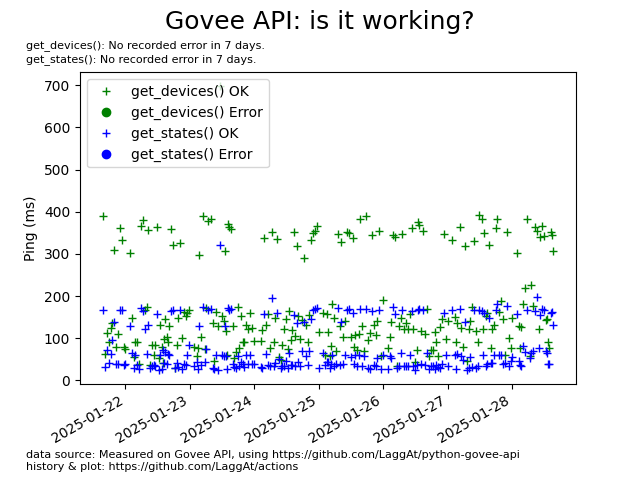 Govee API: is it working?
get_devices(): No recorded error in 7 days.
get_states(): No recorded error in 7 days.
get_devices() OK
get_devices() Error
get_states() OK
get_states() Error
Ping (ms)
700
600
500
400
300
200
100
0
2025-01-22
2025-01-23
2025-01-24
2025-01-25
2025-01-26
2025-01-27
2025-01-28
data source: Measured on Govee API, using https://github.com/LaggAt/python-govee-api
history & plot: https://github.com/LaggAt/actions